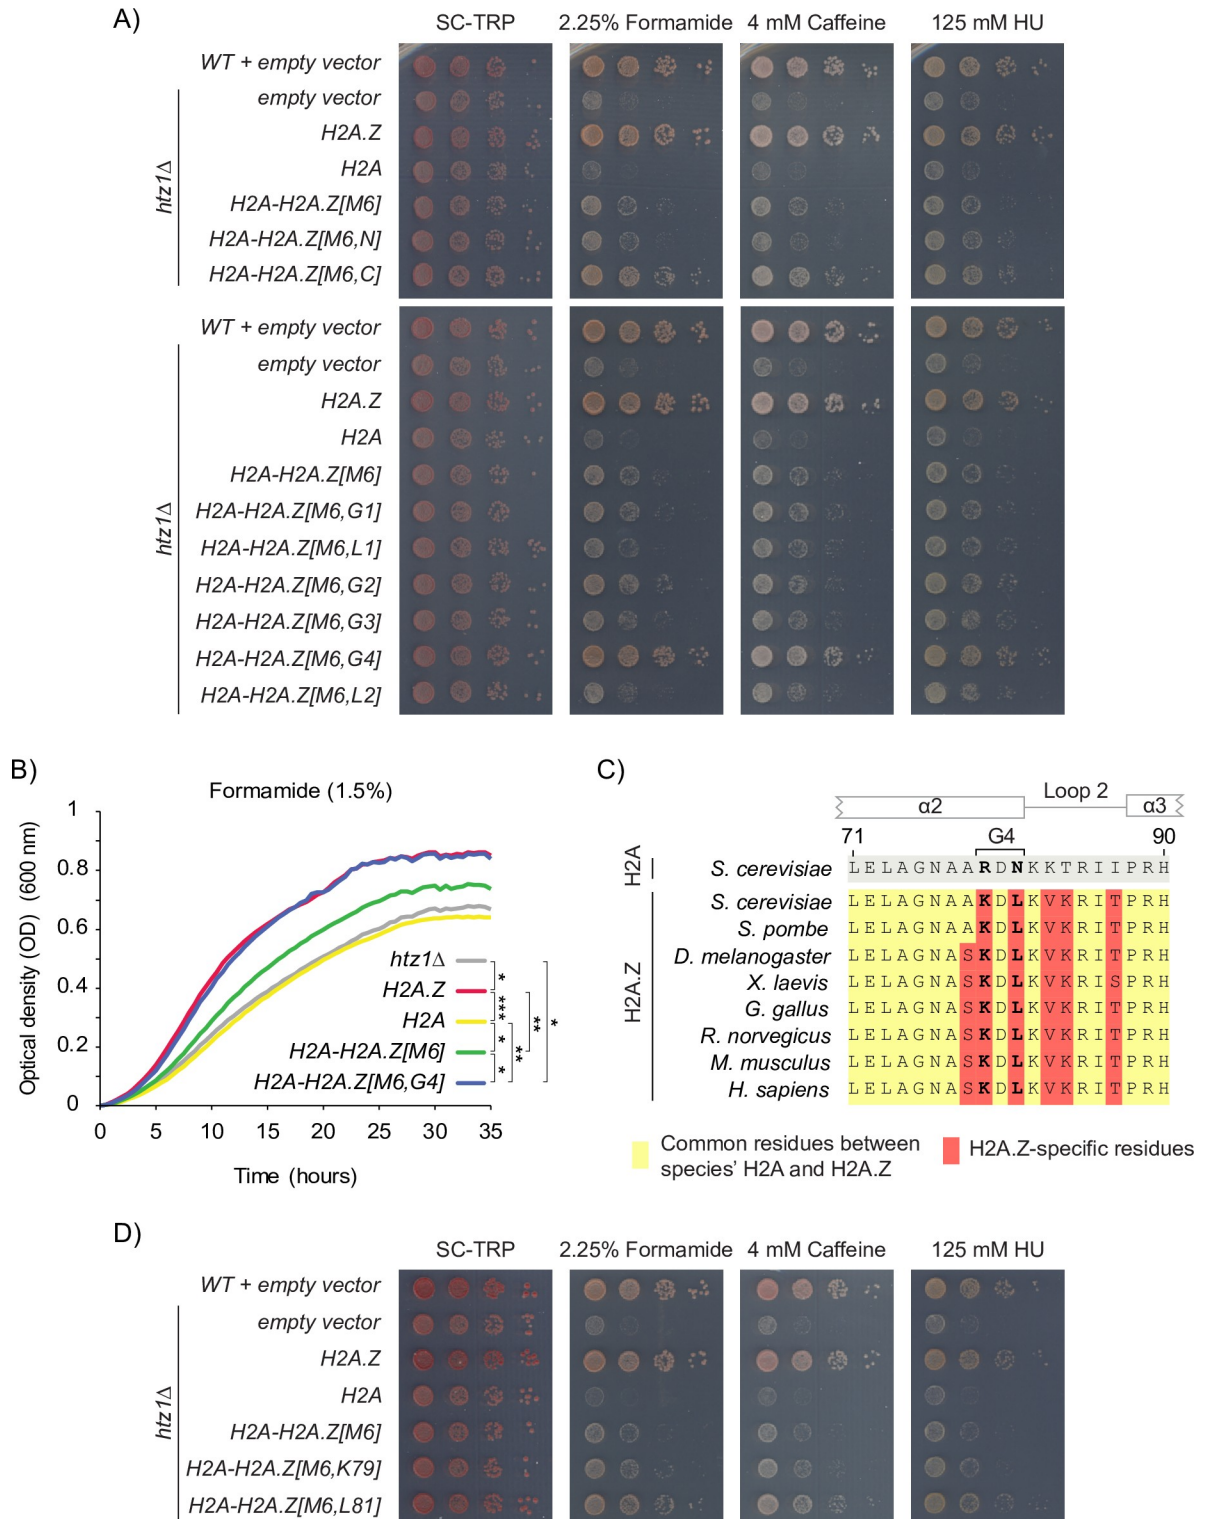 A)
SC-TRP 2.25% Formamide 4 mM Caffeine 125 mM HU
WT + empty vector
empty vector
H2A.Z
H2A
H2A-H2A.Z[M6]
H2A-H2A.Z[M6,N]
H2A-H2A.Z[M6,C]
htz1Δ
WT + empty vector
empty vector
H2A.Z
H2A
H2A-H2A.Z[M6]
H2A-H2A.Z[M6,G1]
H2A-H2A.Z[M6,L1]
H2A-H2A.Z[M6,G2]
H2A-H2A.Z[M6,G3]
H2A-H2A.Z[M6,G4]
H2A-H2A.Z[M6,L2]
htz1Δ
B)
Formamide (1.5%)
Optical density (OD) (600 nm)
1
0.8
0.6
0.4
0.2
0
0 5 10 15 20 25 30 35
Time (hours)
htz1Δ
H2A.Z
H2A
H2A-H2A.Z[M6]
H2A-H2A.Z[M6,G4]
*
***
*
*
**
**
*
C)
α2 Loop 2 α3
71 G4 90
H2A
S. cerevisiae LELAGNAARDNKKTRIIPRH
H2A.Z
S. cerevisiae LELAGNAAKDLKVKRITPRH
S. pombe LELAGNAAKDLKVKRITPRH
D. melanogaster LELAGNASKDLKVKRITPRH
X. laevis LELAGNASKDLKVKRISPRH
G. gallus LELAGNASKDLKVKRITPRH
R. norvegicus LELAGNASKDLKVKRITPRH
M. musculus LELAGNASKDLKVKRITPRH
H. sapiens LELAGNASKDLKVKRITPRH
Common residues between
species' H2A and H2A.Z
H2A.Z-specific residues
D)
SC-TRP 2.25% Formamide 4 mM Caffeine 125 mM HU
WT + empty vector
empty vector
H2A.Z
H2A
H2A-H2A.Z[M6]
H2A-H2A.Z[M6,K79]
H2A-H2A.Z[M6,L81]
htz1Δ